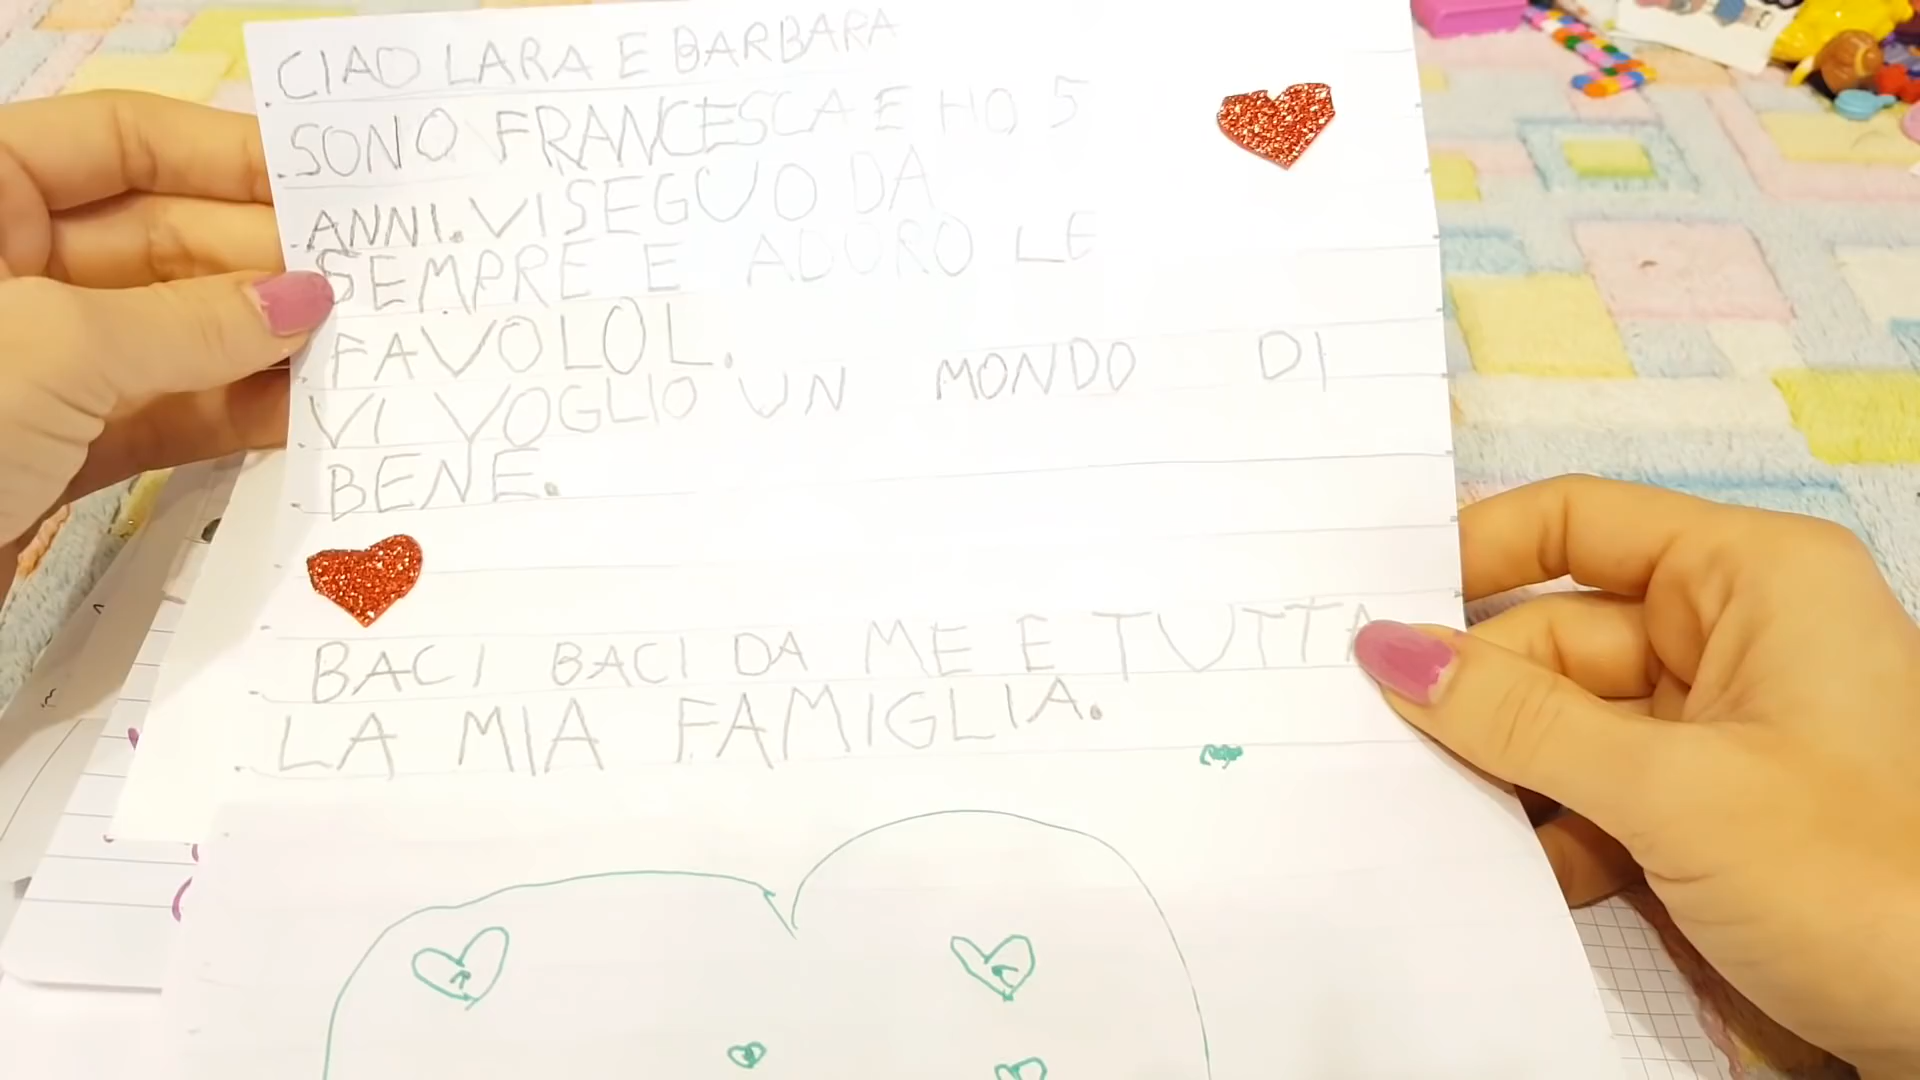 CIAO LARA E BARBARA
SONO FRANCESCA E HO 5
ANNI. VI SEGUO DA
SEMPRE E ADORO LE
FAVOLOL.
VI VOGLIO UN MONDO DI
BENE.
BACI BACI DA ME E TUTTA
LA MIA FAMIGLIA.